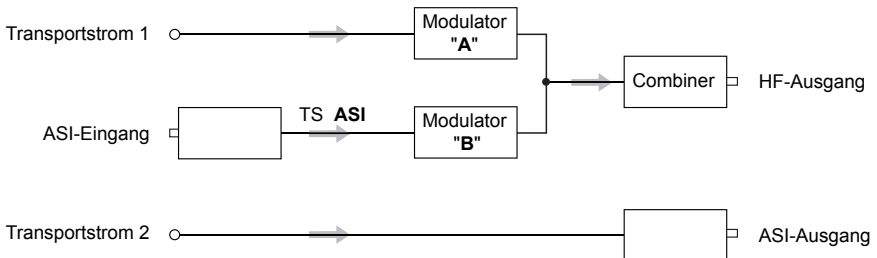 Transportstrom 1
Modulator
"A"
Combiner
HF-Ausgang
ASI-Eingang
TS ASI
Modulator
"B"
Transportstrom 2
ASI-Ausgang